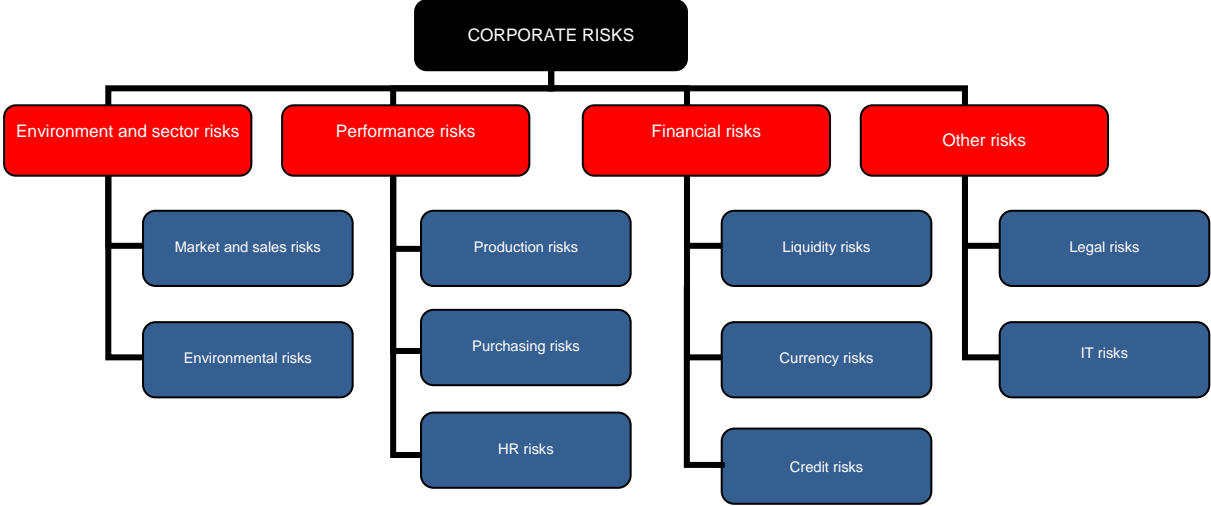 CORPORATE RISKS
Environment and sector risks
Performance risks
Financial risks
Other risks
Market and sales risks
Production risks
Liquidity risks
Legal risks
Environmental risks
Purchasing risks
Currency risks
IT risks
HR risks
Credit risks